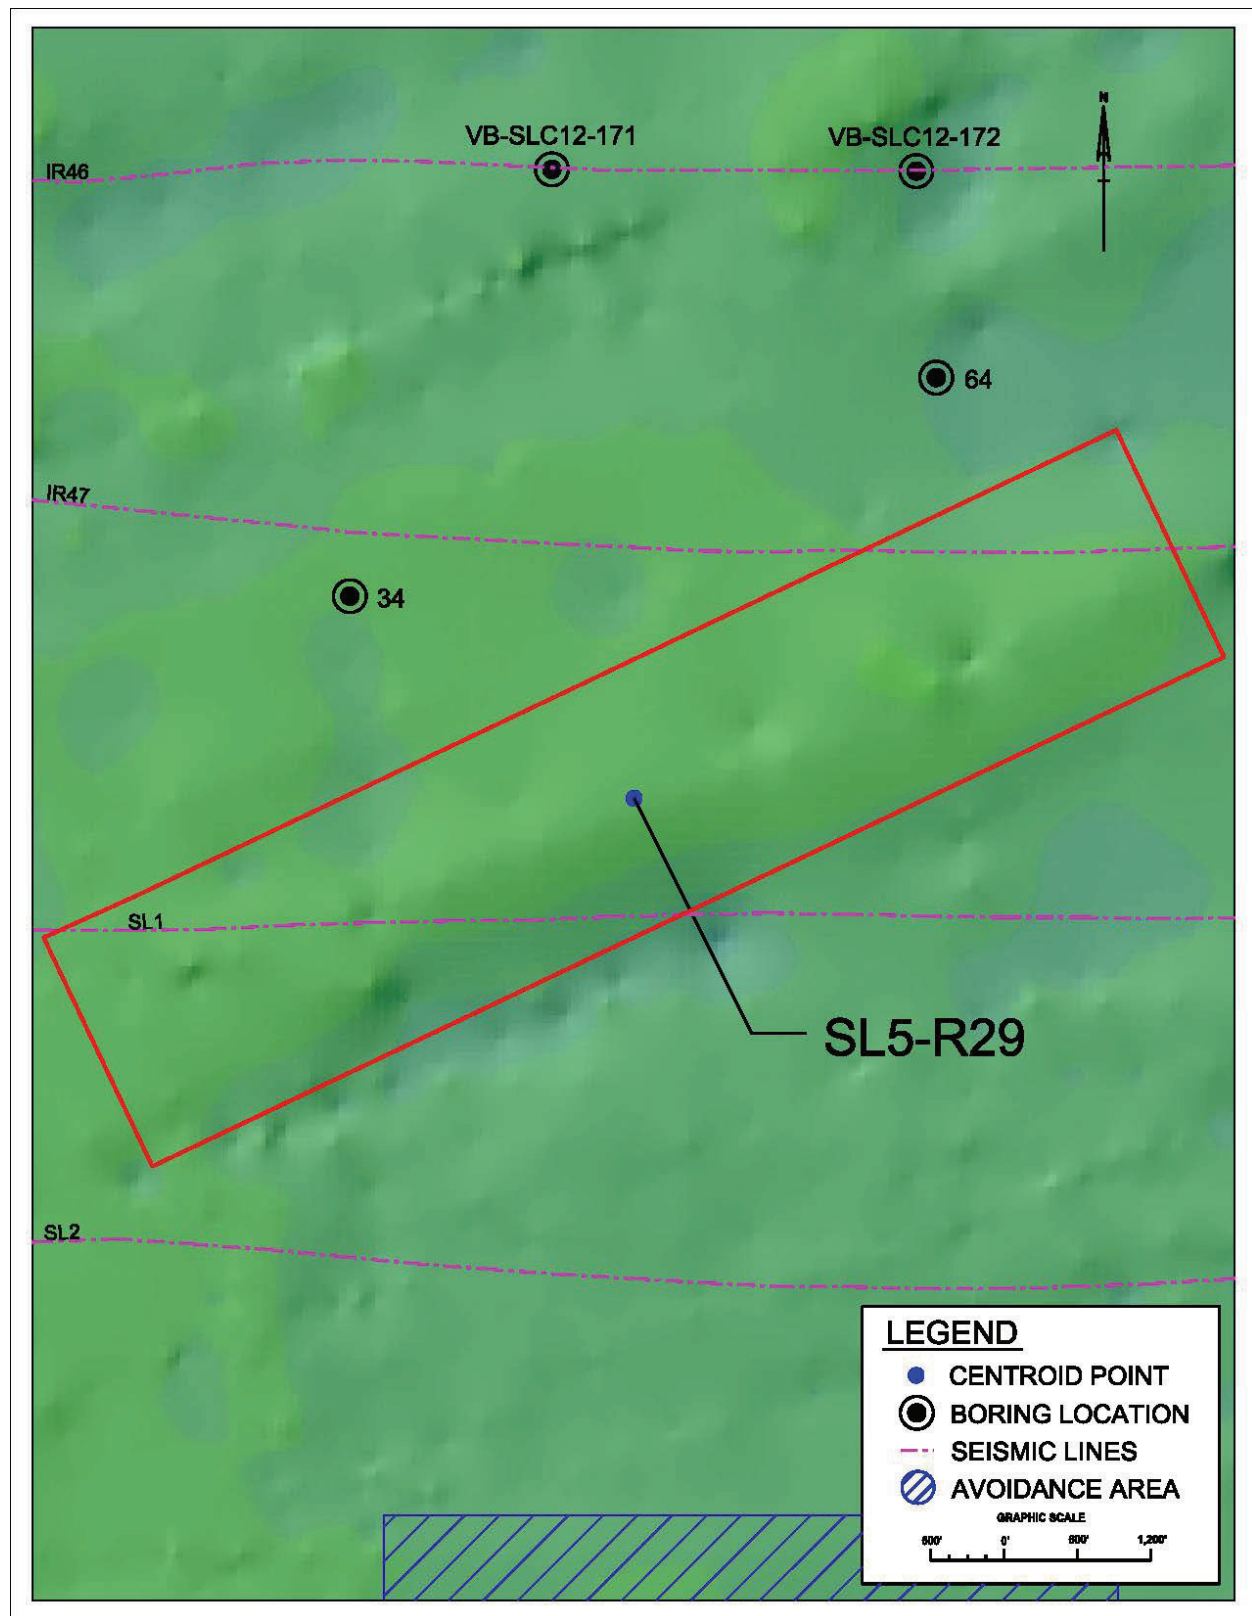 N
VB-SLC12-171
VB-SLC12-172
IR46
64
IR47
34
SL1
SL5-R29
SL2
LEGEND
CENTROID POINT
BORING LOCATION
SEISMIC LINES
AVOIDANCE AREA
GRAPHIC SCALE
600' 0' 600' 1,200'